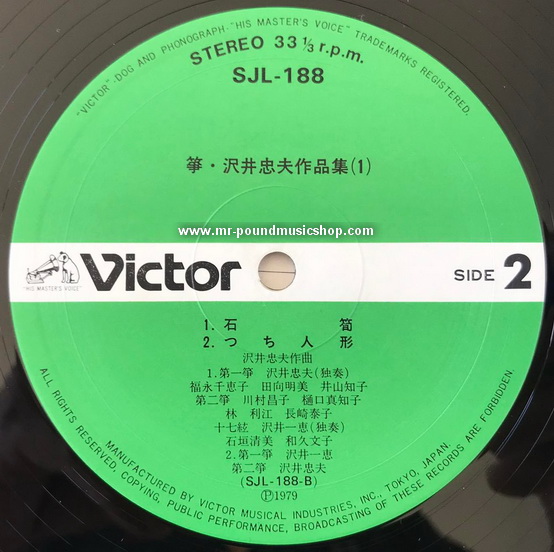 "VICTOR"-DOG AND PHONOGRAPH-"HIS MASTER'S VOICE" TRADEMARKS REGISTERED.
STEREO 33⅓ r.p.m.
SJL-188
箏・沢井忠夫作品集(1)
www.mr-poundmusicshop.com
"HIS MASTER'S VOICE"
Victor
SIDE 2
1. 石筍
2. つち人形
沢井忠夫作曲
1.第一箏 沢井忠夫(独奏)
福永千恵子 田向明美 井山知子
第二箏 川村昌子 樋口真知子
林 利江 長崎泰子
十七絃 沢井一恵(独奏)
石垣清美 和久文子
2.第一箏 沢井一恵
第二箏 沢井忠夫
(SJL-188-B)
Ⓟ1979
MANUFACTURED BY VICTOR MUSICAL INDUSTRIES, INC., TOKYO, JAPAN.
ALL RIGHTS RESERVED, COPYING, PUBLIC PERFORMANCE, BROADCASTING OF THESE RECORDS ARE FORBIDDEN.